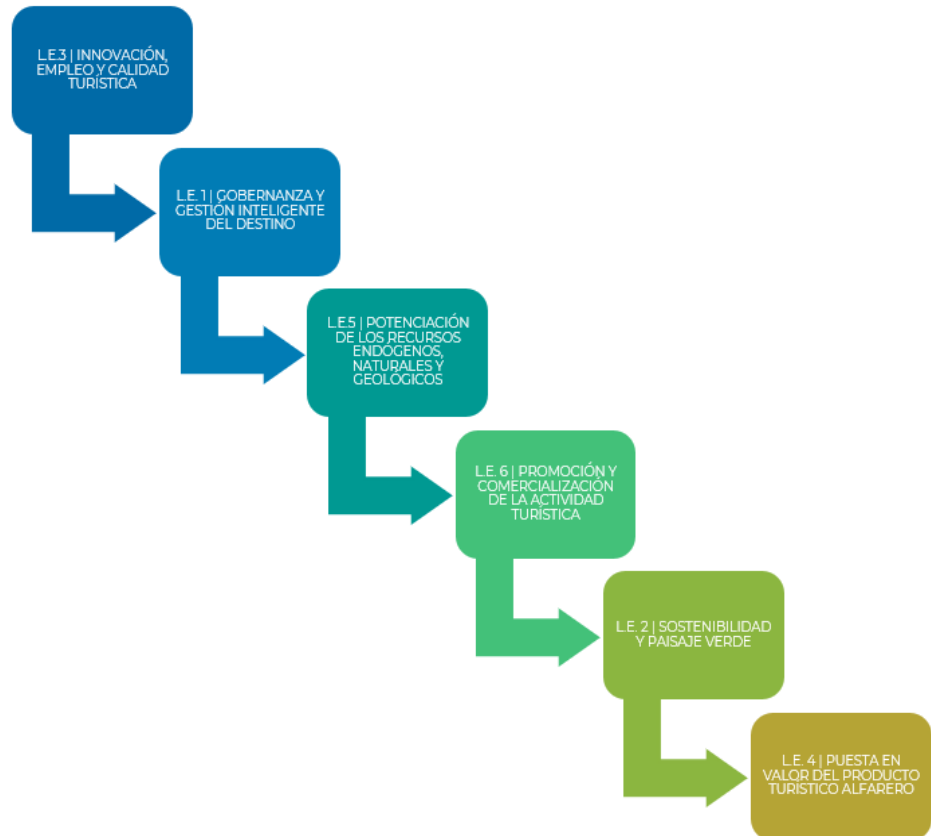 L.E.3 | INNOVACIÓN,
EMPLEO Y CALIDAD
TURÍSTICA
L.E. 1 | GOBERNANZA Y
GESTIÓN INTELIGENTE
DEL DESTINO
L.E.5 | POTENCIACIÓN
DE LOS RECURSOS
ENDÓGENOS,
NATURALES Y
GEOLÓGICOS
L.E. 6 | PROMOCIÓN Y
COMERCIALIZACIÓN
DE LA ACTIVIDAD
TURÍSTICA
L.E. 2 | SOSTENIBILIDAD
Y PAISAJE VERDE
L.E. 4 | PUESTA EN
VALOR DEL PRODUCTO
TURÍSTICO ALFARERO